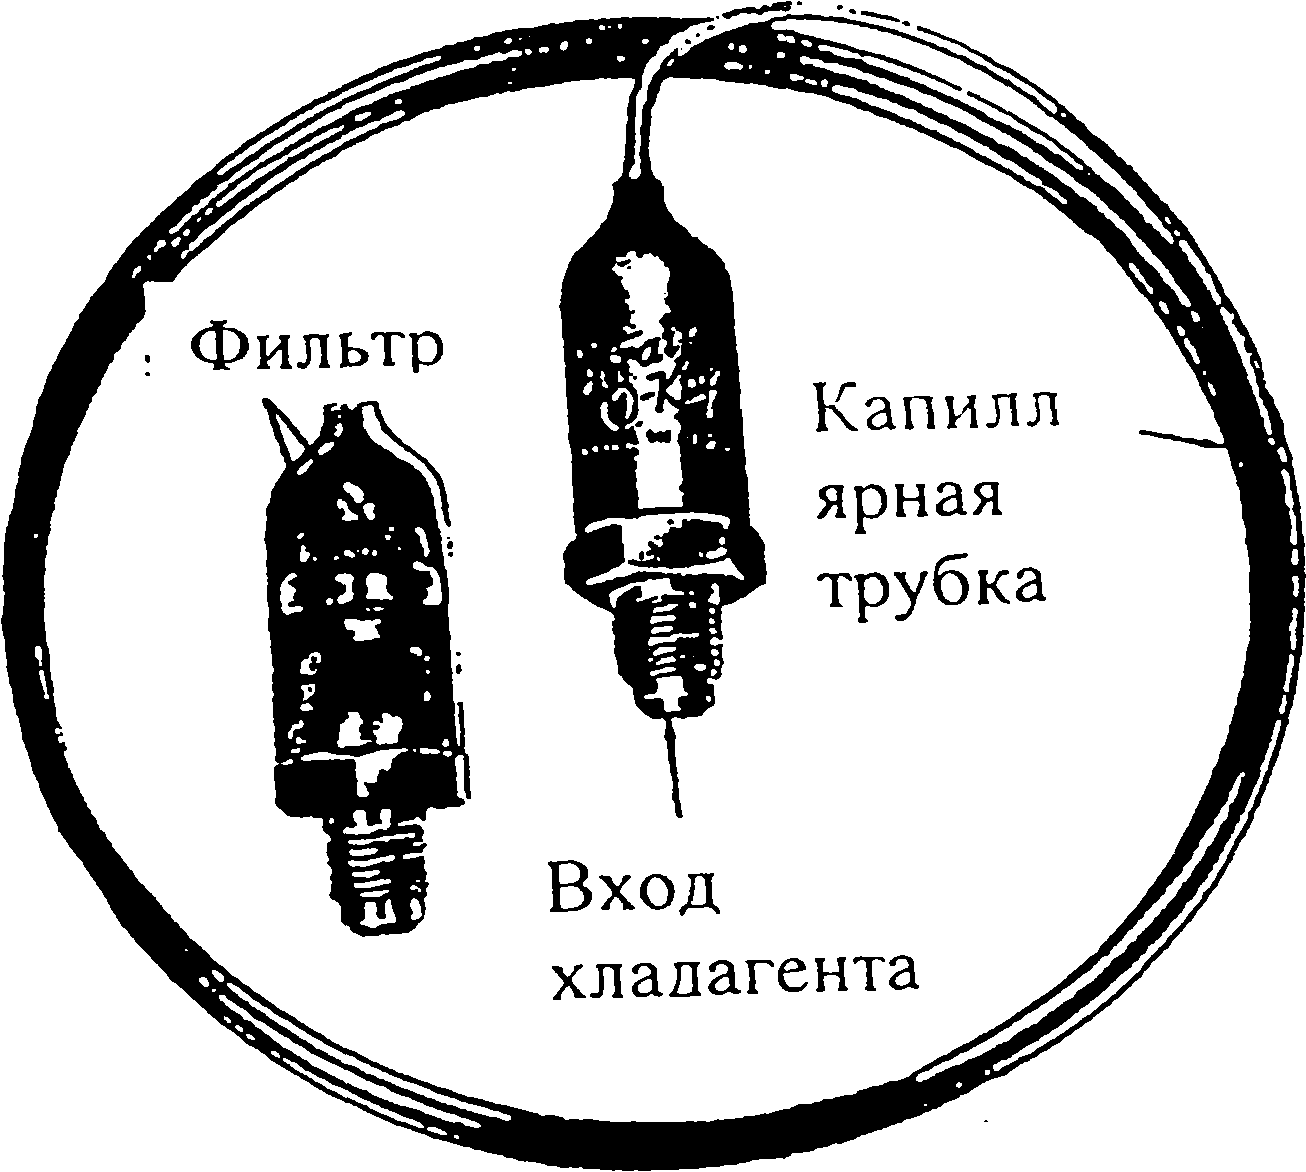 Фильтр
Капилл
ярная
трубка
Вход
хладагента